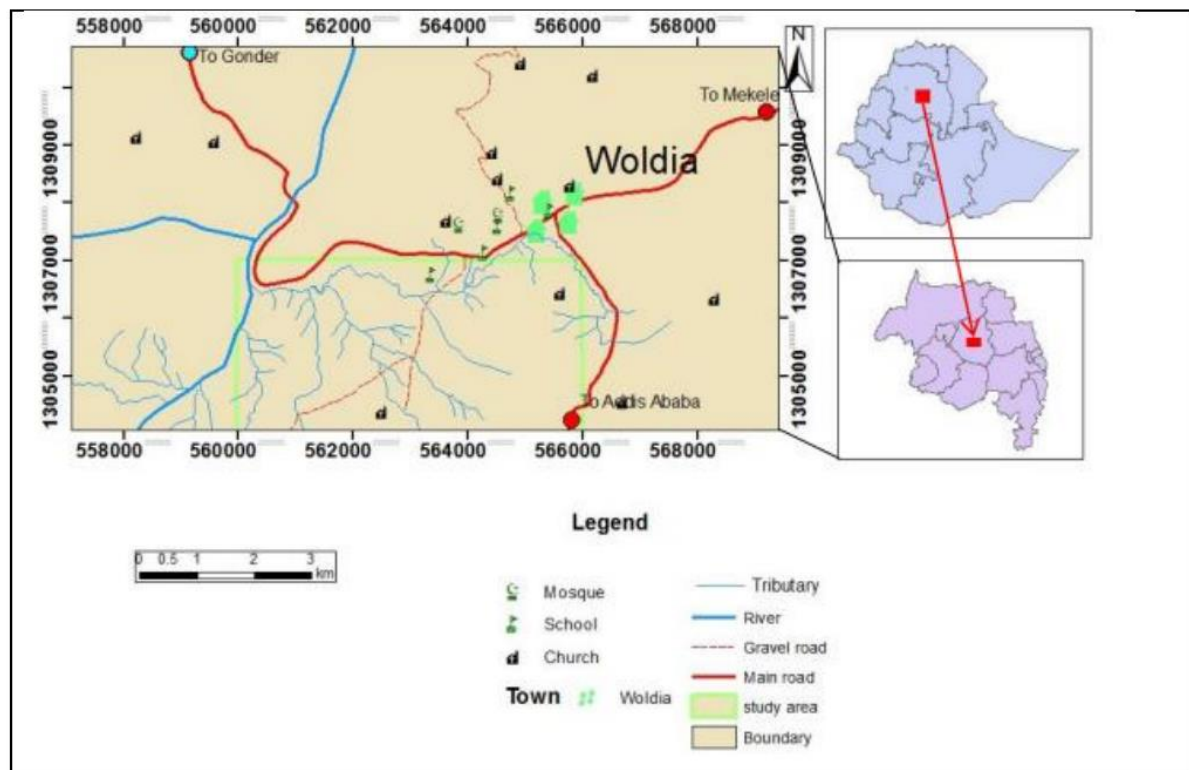 558000 560000 562000 564000 566000 568000
N
To Gonder
To Mekele
1309000 1309000
Woldia
1307000 1307000
1305000 1305000
To Addis Ababa
558000 560000 562000 564000 566000 568000
Legend
0 0.5 1 2 3
km
Mosque
School
Church
Town Woldia
Tributary
River
Gravel road
Main road
study area
Boundary